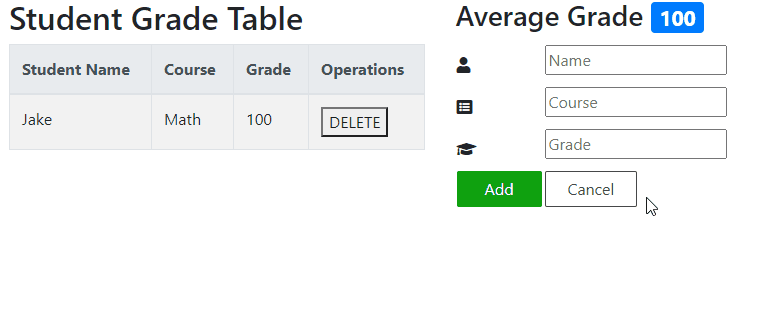 Student Grade Table
Student Name Course Grade Operations
Jake Math 100 DELETE
Average Grade 100
Name
Course
Grade
Add Cancel